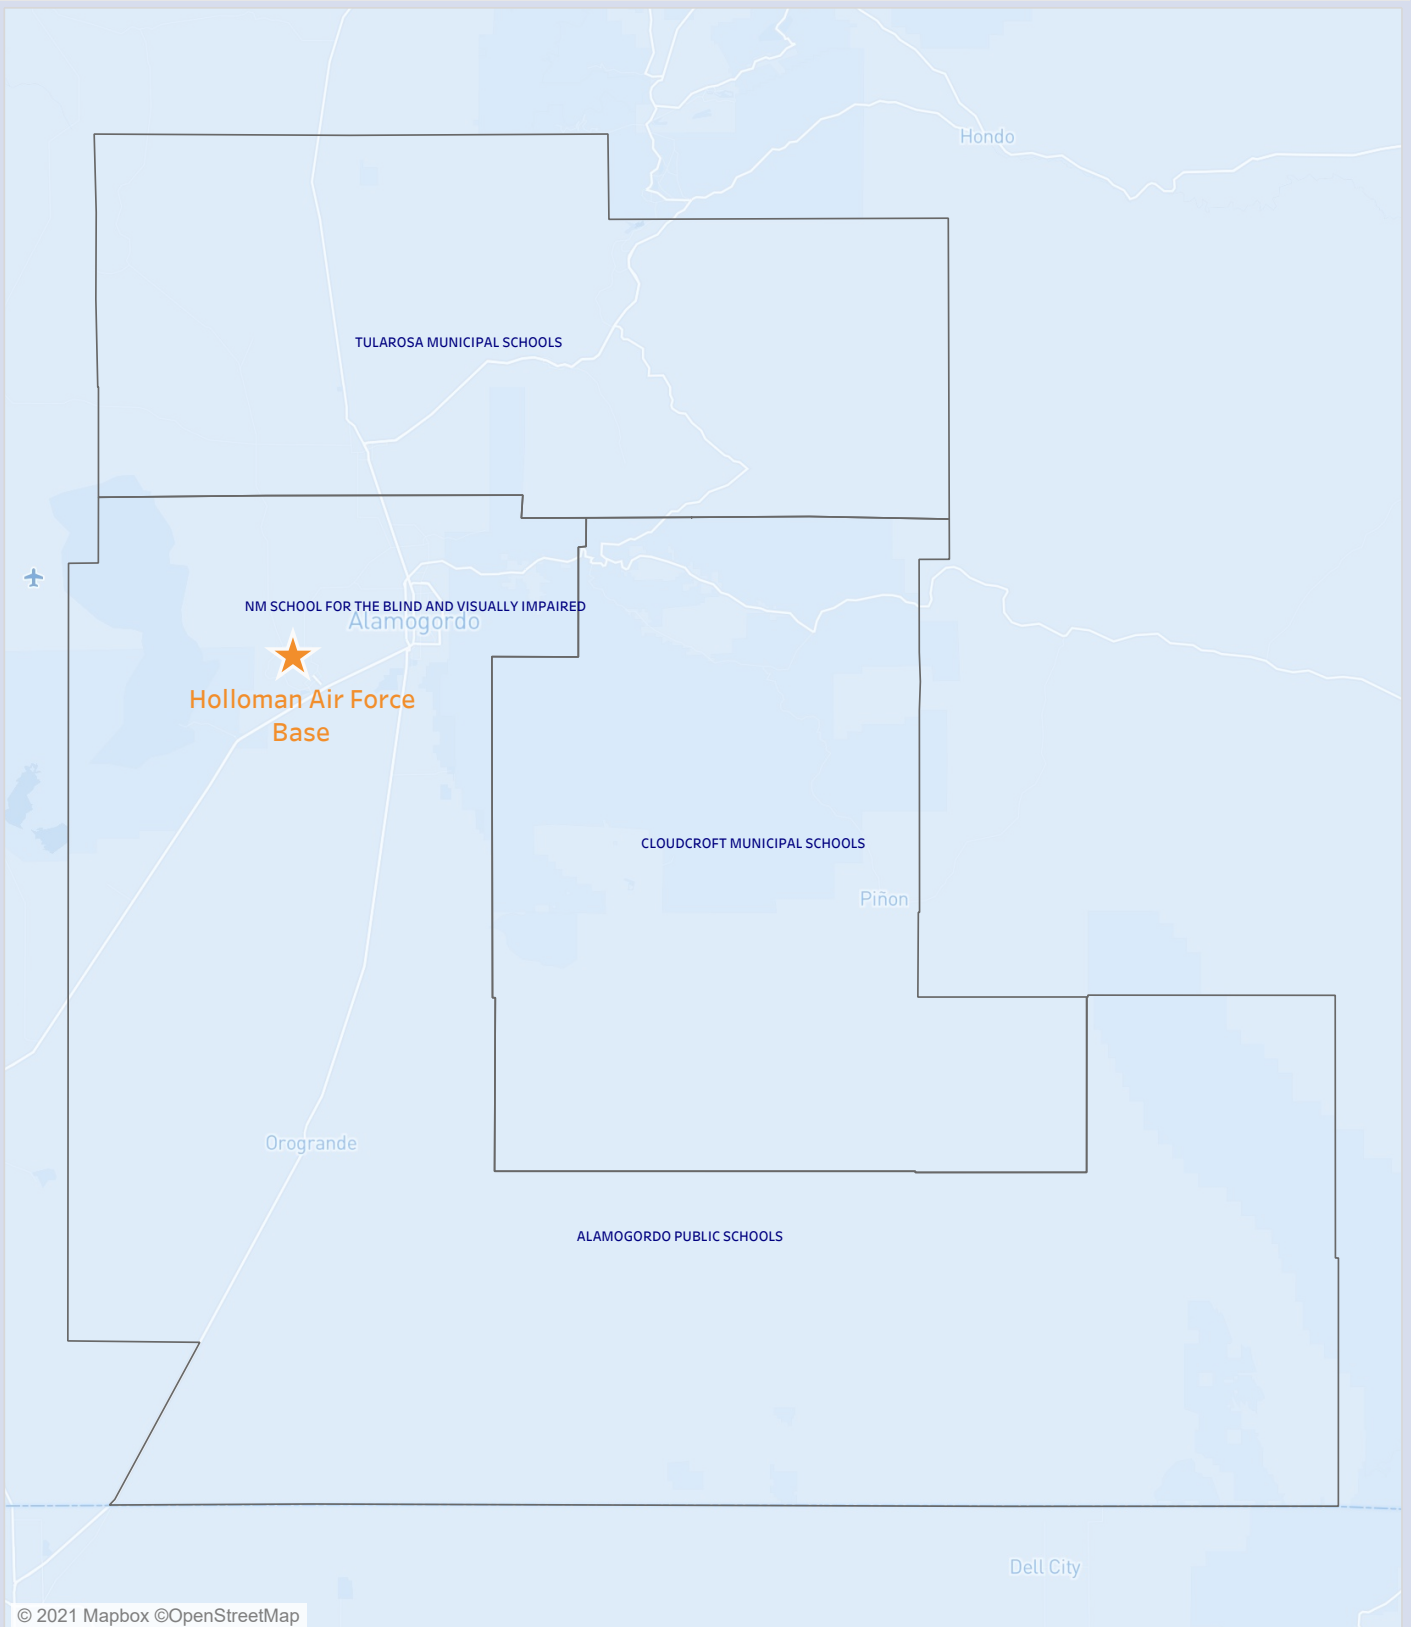 Hondo
TULAROSA MUNICIPAL SCHOOLS
NM SCHOOL FOR THE BLIND AND VISUALLY IMPAIRED
Alamogordo
Holloman Air Force
Base
CLOUDCROFT MUNICIPAL SCHOOLS
Piñon
Orogrande
ALAMOGORDO PUBLIC SCHOOLS
Dell City
© 2021 Mapbox ©OpenStreetMap